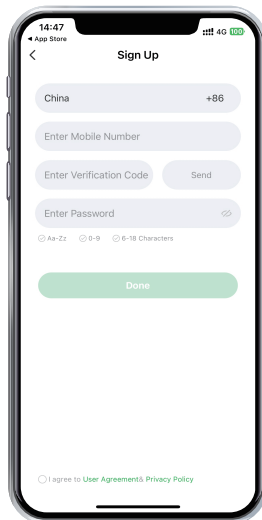 14:47
4G 100
◀ App Store
Sign Up
China +86
Enter Mobile Number
Enter Verification Code Send
Enter Password
Aa-Zz 0-9 6-18 Characters
Done
I agree to User Agreement& Privacy Policy